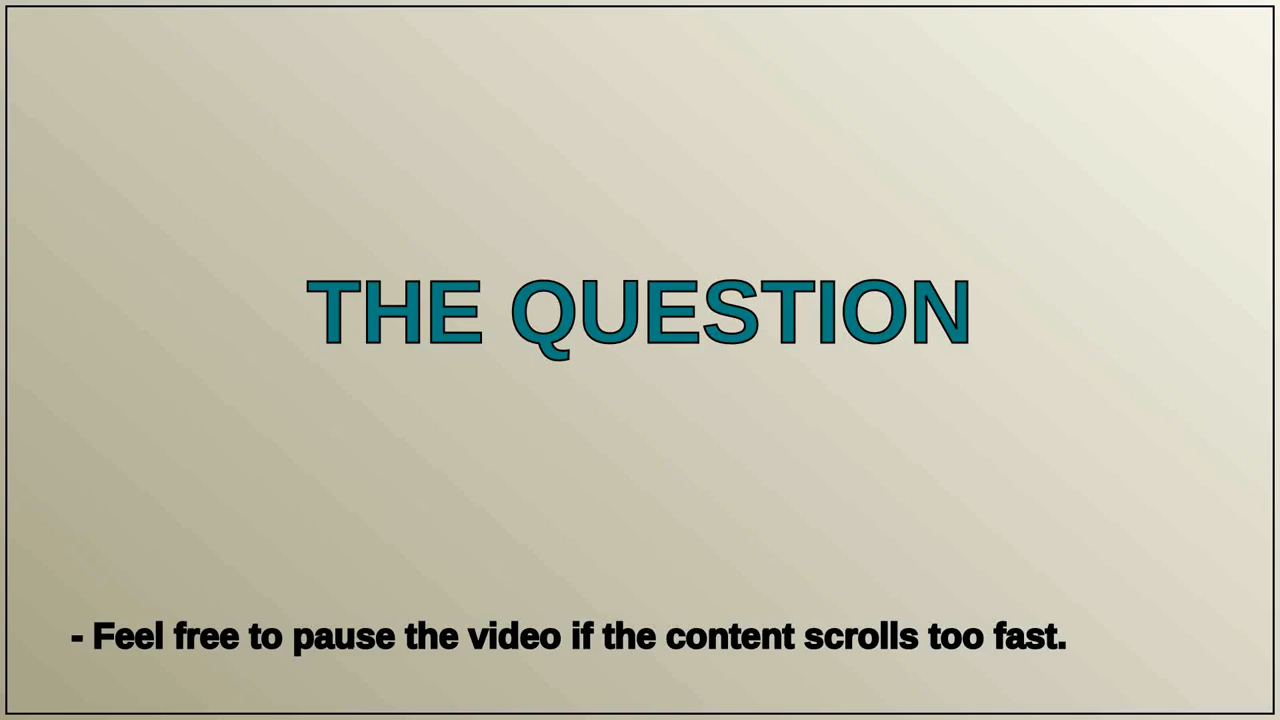 THE QUESTION
- Feel free to pause the video if the content scrolls too fast.